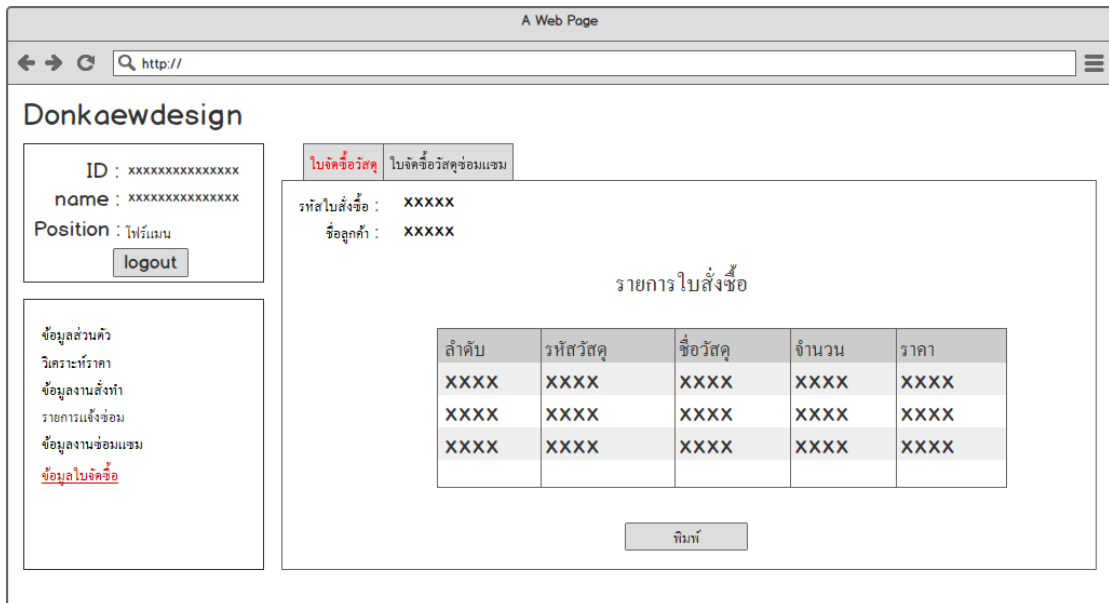 A Web Page
http://
Donkaewdesign
ID : xxxxxxxxxxxxxxx
name : xxxxxxxxxxxxxxx
Position : โฟร์แมน
logout
ข้อมูลส่วนตัว
วิเคราะห์ราคา
ข้อมูลงานสั่งทำ
รายการแจ้งซ่อม
ข้อมูลงานซ่อมแซม
ข้อมูลใบจัดซื้อ
ใบจัดซื้อวัสดุ ใบจัดซื้อวัสดุซ่อมแซม
รหัสใบสั่งซื้อ : xxxxx
ชื่อลูกค้า : xxxxx
รายการใบสั่งซื้อ
ลำดับ รหัสวัสดุ ชื่อวัสดุ จำนวน ราคา
xxxx xxxx xxxx xxxx xxxx
xxxx xxxx xxxx xxxx xxxx
xxxx xxxx xxxx xxxx xxxx
พิมพ์